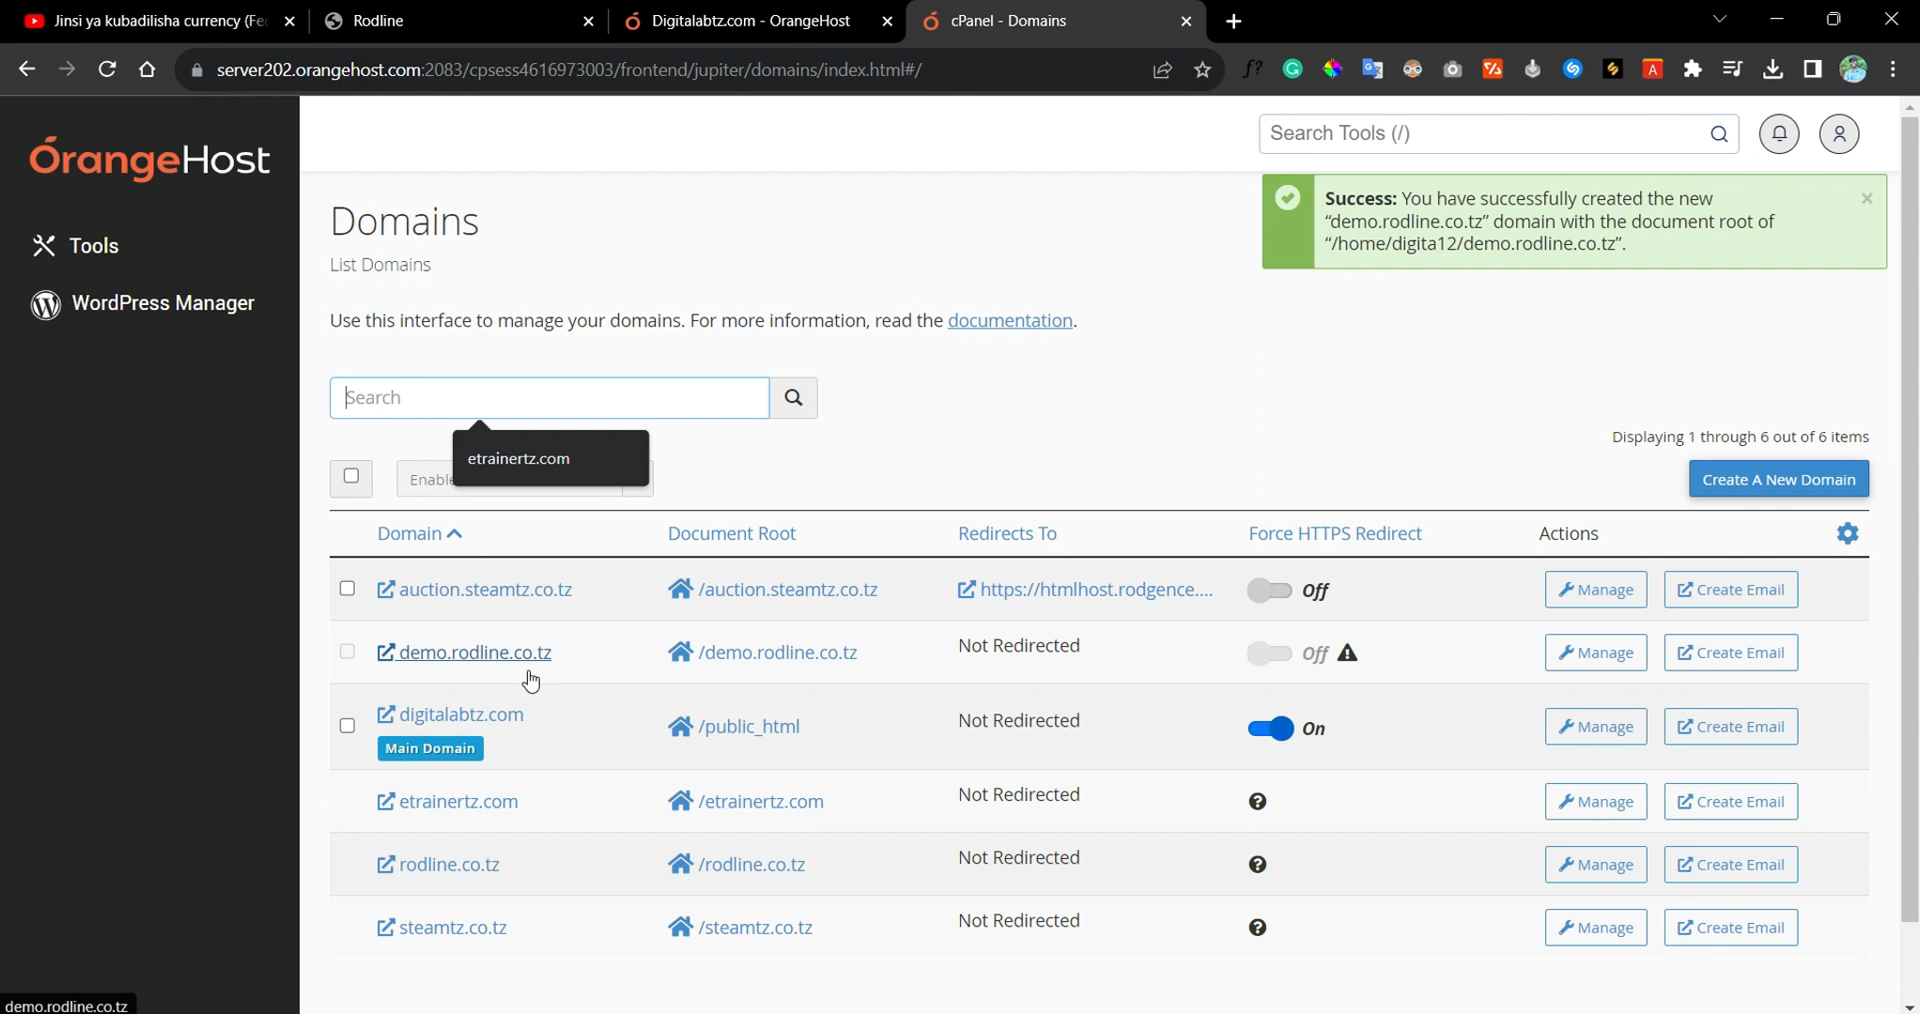 Jinsi ya kubadilisha currency (Fe
Rodline
Digitalabtz.com - OrangeHost
cPanel - Domains
server202.orangehost.com:2083/cpsess4616973003/frontend/jupiter/domains/index.html#/
OrangeHost
Tools
WordPress Manager
Search Tools (/)
Success: You have successfully created the new
“demo.rodline.co.tz” domain with the document root of
“/home/digita12/demo.rodline.co.tz”.
Domains
List Domains
Use this interface to manage your domains. For more information, read the documentation.
Search
etrainertz.com
Enable
Displaying 1 through 6 out of 6 items
Create A New Domain
Domain Document Root Redirects To Force HTTPS Redirect Actions
auction.steamtz.co.tz /auction.steamtz.co.tz https://htmlhost.rodgence.... Off Manage Create Email
demo.rodline.co.tz /demo.rodline.co.tz Not Redirected Off Manage Create Email
digitalabtz.com /public_html Not Redirected On Manage Create Email
Main Domain
etrainertz.com /etrainertz.com Not Redirected Manage Create Email
rodline.co.tz /rodline.co.tz Not Redirected Manage Create Email
steamtz.co.tz /steamtz.co.tz Not Redirected Manage Create Email
demo.rodline.co.tz